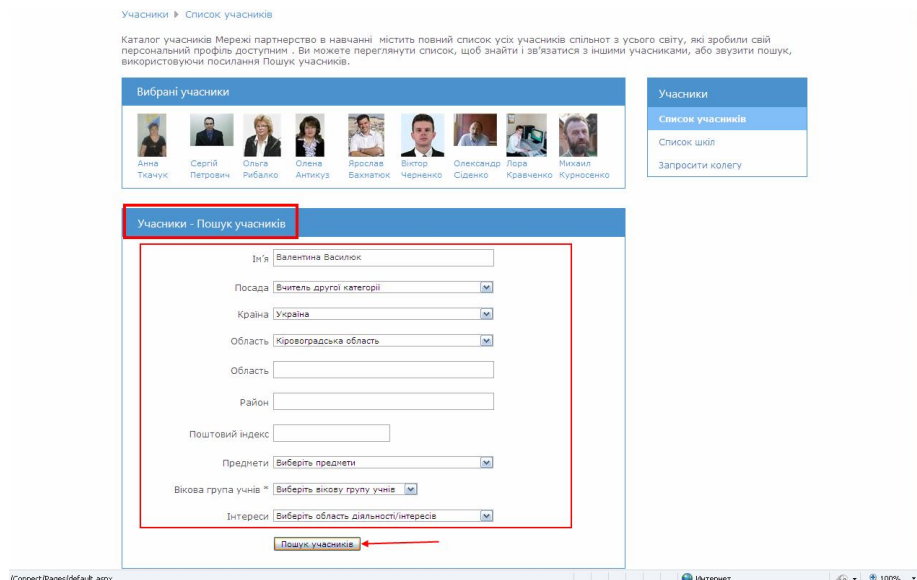 Учасники ▶ Список учасників
Каталог учасників Мережі партнерство в навчанні містить повний список усіх учасників спільнот з усього світу, які зробили свій
персональний профіль доступним . Ви можете переглянути список, щоб знайти і зв'язатися з іншими учасниками, або звузити пошук,
використовуючи посилання Пошук учасників.
Вибрані учасники
Анна Ткачук
Сергій Петрович
Ольга Рибалко
Олена Антикуз
Ярослав Бахматюк
Віктор Черненко
Олександр Сіденко
Лора Кравченко
Михаил Курносенко
Учасники
Список учасників
Список шкіл
Запросити колегу
Учасники - Пошук учасників
Ім'я Валентина Василюк
Посада Вчитель другої категорії
Країна Україна
Область Кіровоградська область
Область
Район
Поштовий індекс
Предмети Виберіть предмети
Вікова група учнів * Виберіть вікову групу учнів
Інтереси Виберіть область діяльності/інтересів
Пошук учасників
/Connect/Pages/default.aspx
Интернет
100%